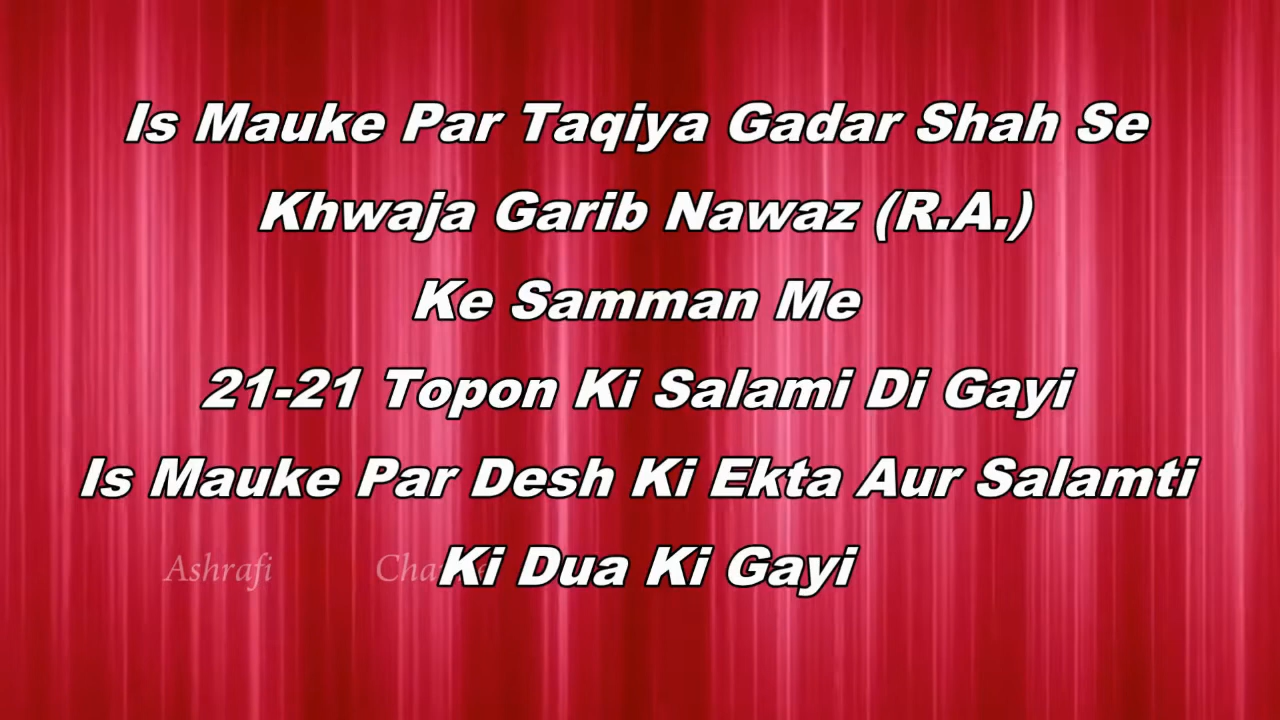 Is Mauke Par Taqiya Gadar Shah Se
Khwaja Garib Nawaz (R.A.)
Ke Samman Me
21-21 Topon Ki Salami Di Gayi
Is Mauke Par Desh Ki Ekta Aur Salamti
Ki Dua Ki Gayi
Ashrafi